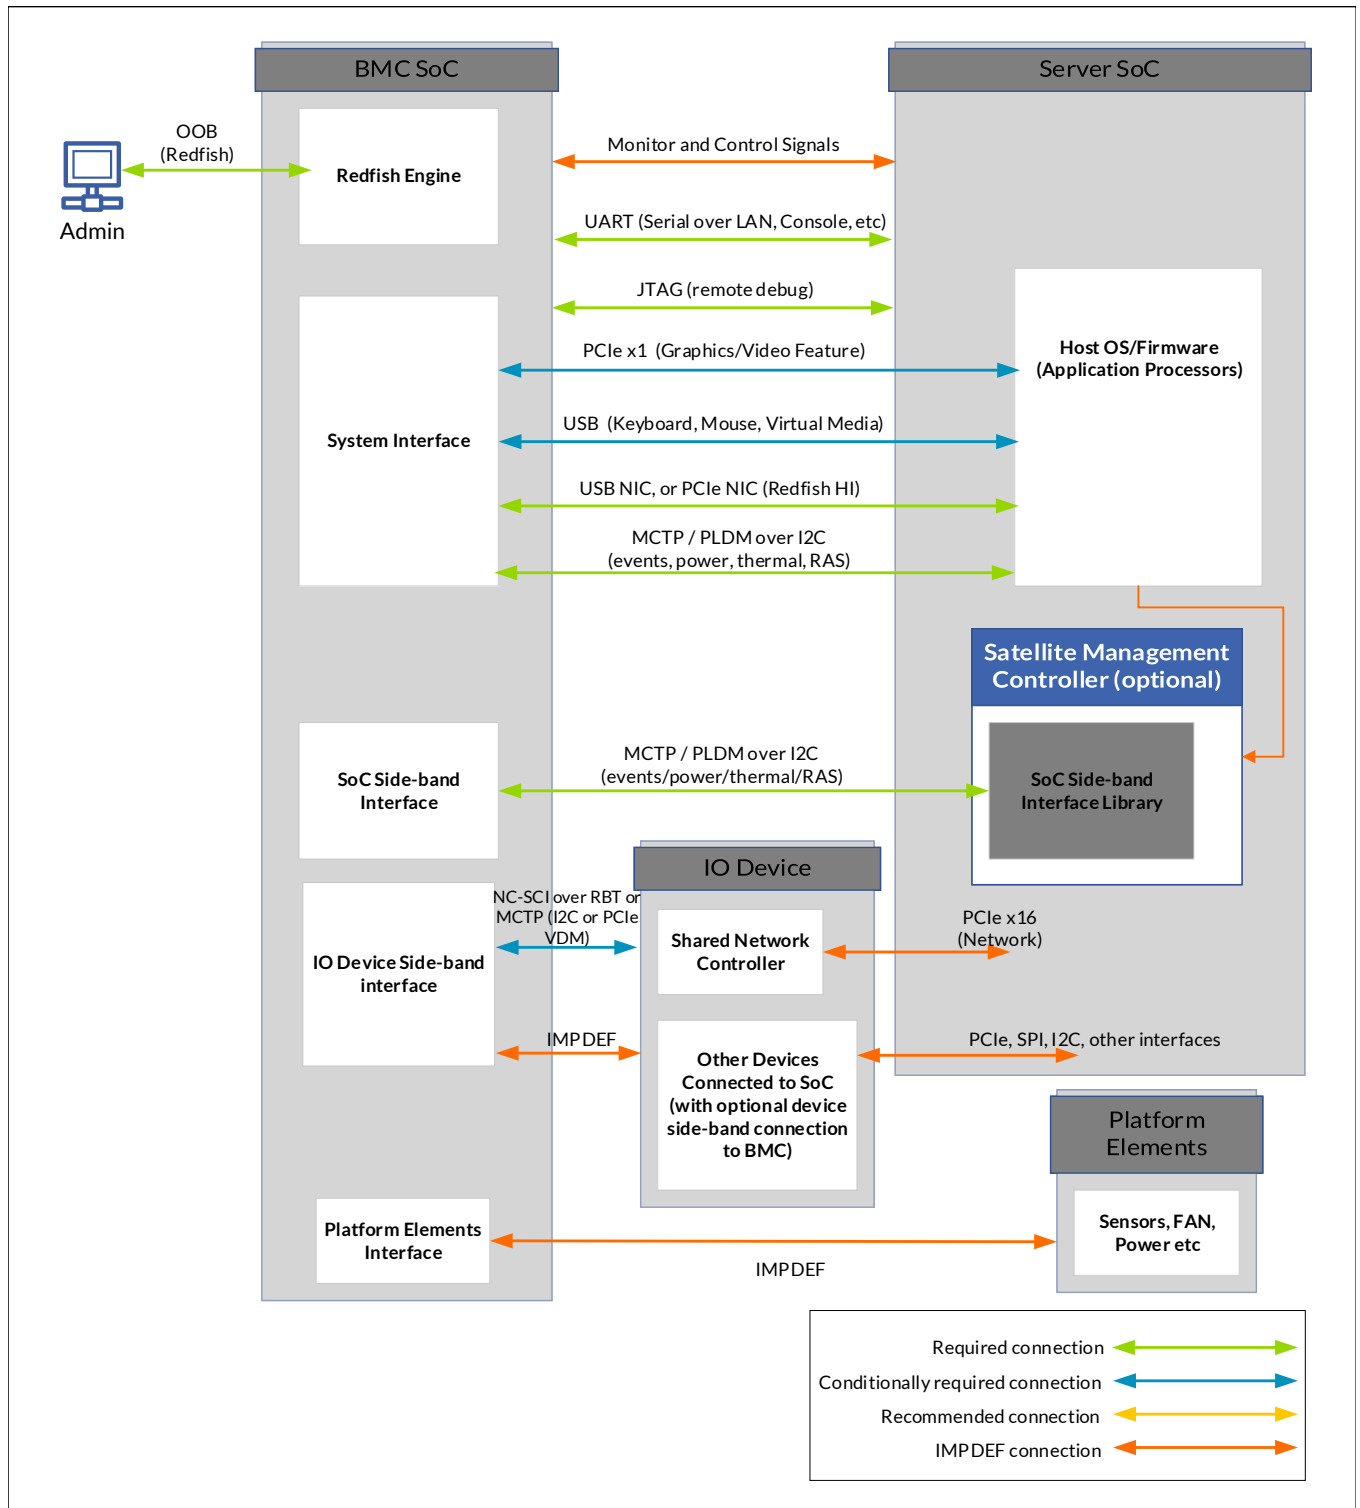 BMC SoC
Server SoC
OOB
(Redfish)
Admin
Redfish Engine
Monitor and Control Signals
UART (Serial over LAN, Console, etc)
JTAG (remote debug)
PCIe x1 (Graphics/Video Feature)
Host OS/Firmware
(Application Processors)
System Interface
USB (Keyboard, Mouse, Virtual Media)
USB NIC, or PCIe NIC (Redfish HI)
MCTP / PLDM over I2C
(events, power, thermal, RAS)
Satellite Management
Controller (optional)
SoC Side-band
Interface
MCTP / PLDM over I2C
(events/power/thermal/RAS)
SoC Side-band
Interface Library
IO Device
NC-SCI over RBT or
MCTP (I2C or PCIe
VDM)
IO Device Side-band
interface
Shared Network
Controller
PCIe x16
(Network)
IMPDEF
Other Devices
Connected to SoC
(with optional device
side-band connection
to BMC)
PCIe, SPI, I2C, other interfaces
Platform
Elements
Platform Elements
Interface
IMPDEF
Sensors, FAN,
Power etc
Required connection
Conditionally required connection
Recommended connection
IMPDEF connection